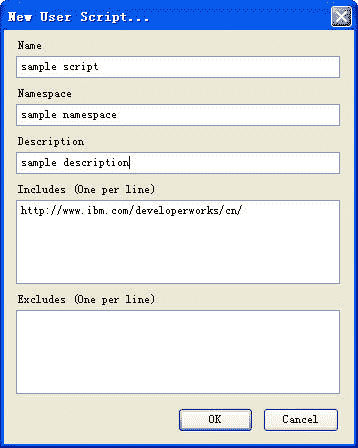 New User Script...
Name
sample script
Namespace
sample namespace
Description
sample description
Includes (One per line)
http://www.ibm.com/developerworks/cn/
Excludes (One per line)
OK
Cancel